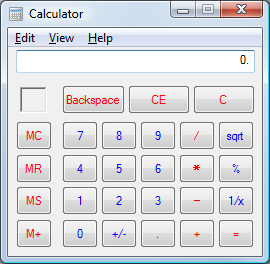 Calculator
Edit View Help
0.
Backspace CE C
MC 7 8 9 / sqrt
MR 4 5 6 * %
MS 1 2 3 - 1/x
M+ 0 +/- . + =